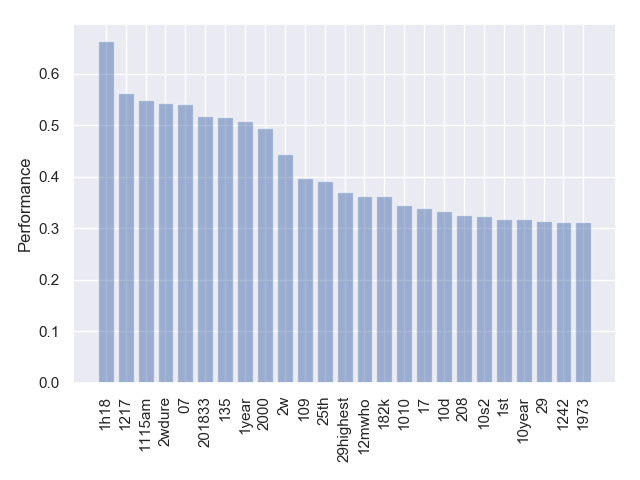 Performance
0.6
0.5
0.4
0.3
0.2
0.1
0.0
1h18
1217
1115am
2wdure
07
201833
135
1year
2000
2w
109
25th
29highest
12mwho
182k
1010
17
10d
208
10s2
1st
10year
29
1242
1973